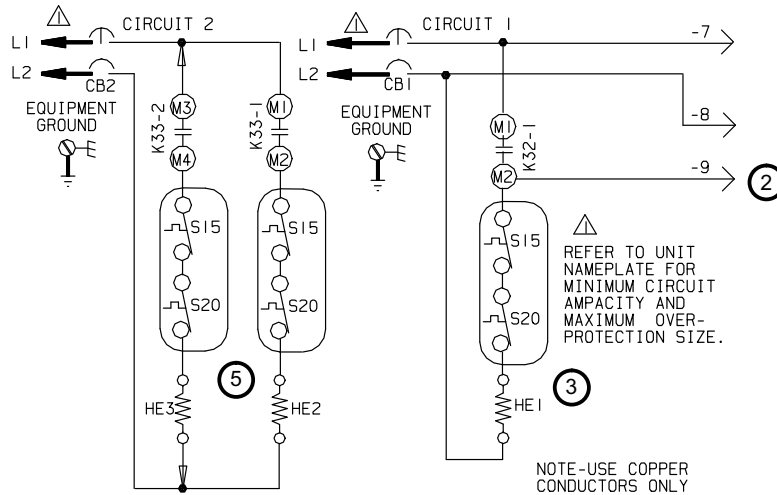 CIRCUIT 2
L1
L2
CB2
EQUIPMENT
GROUND
K33-2
M3
M4
K33-1
M1
M2
S15
S20
S15
S20
5
HE3
HE2
CIRCUIT 1
L1
L2
CB1
EQUIPMENT
GROUND
-7
-8
-9
2
M1
K32-1
M2
S15
S20
1
1
1
REFER TO UNIT
NAMEPLATE FOR
MINIMUM CIRCUIT
AMPACITY AND
MAXIMUM OVER-
PROTECTION SIZE.
3
HE1
NOTE-USE COPPER
CONDUCTORS ONLY